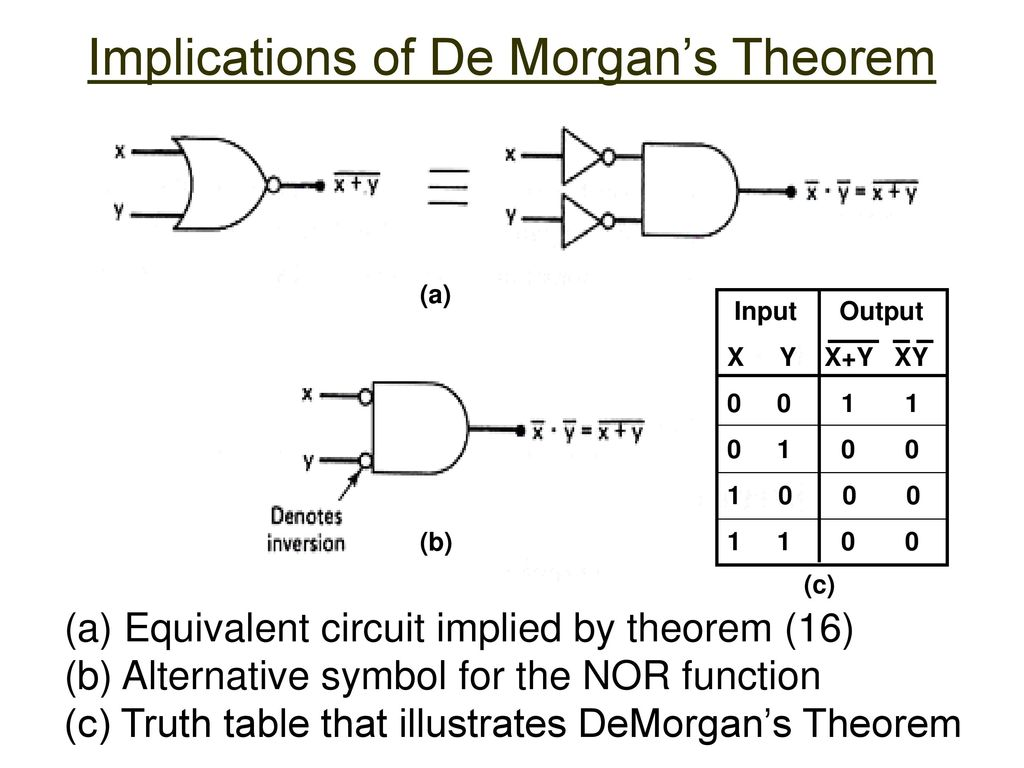 Implications of De Morgan’s Theorem
x
y
x̅ ̅+̅ ̅y̅
x
y
x̅ · y̅ = x̅ ̅+̅ ̅y̅
(a)
x
y
x̅ · y̅ = x̅ ̅+̅ ̅y̅
Denotes
inversion
(b)
Input Output
X Y X̅+̅Y̅ X̅ Y̅
0 0 1 1
0 1 0 0
1 0 0 0
1 1 0 0
(c)
(a) Equivalent circuit implied by theorem (16)
(b) Alternative symbol for the NOR function
(c) Truth table that illustrates DeMorgan’s Theorem